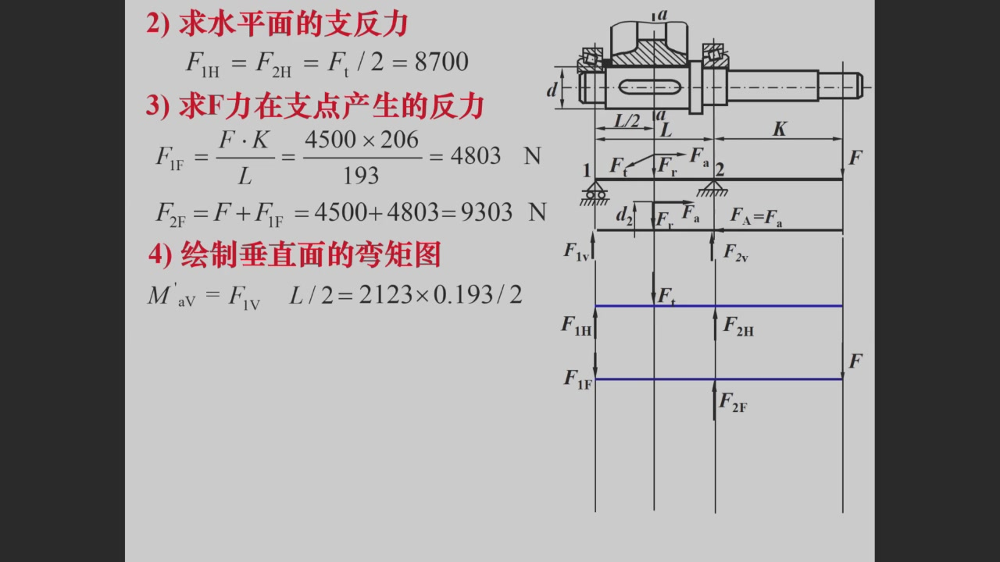 2) 求水平面的支反力
F1H = F2H = Ft / 2 = 8700
3) 求F力在支点产生的反力
F1F = F · K / L = 4500 × 206 / 193 = 4803 N
F2F = F + F1F = 4500+ 4803= 9303 N
4) 绘制垂直面的弯矩图
M'aV = F1V L / 2 = 2123× 0.193 / 2
a
d
a
L/2
L
K
Ft
Fr
Fa
F
1
2
d2
Fr
Fa
FA=Fa
F1v
F2v
Ft
F1H
F2H
F
F1F
F2F